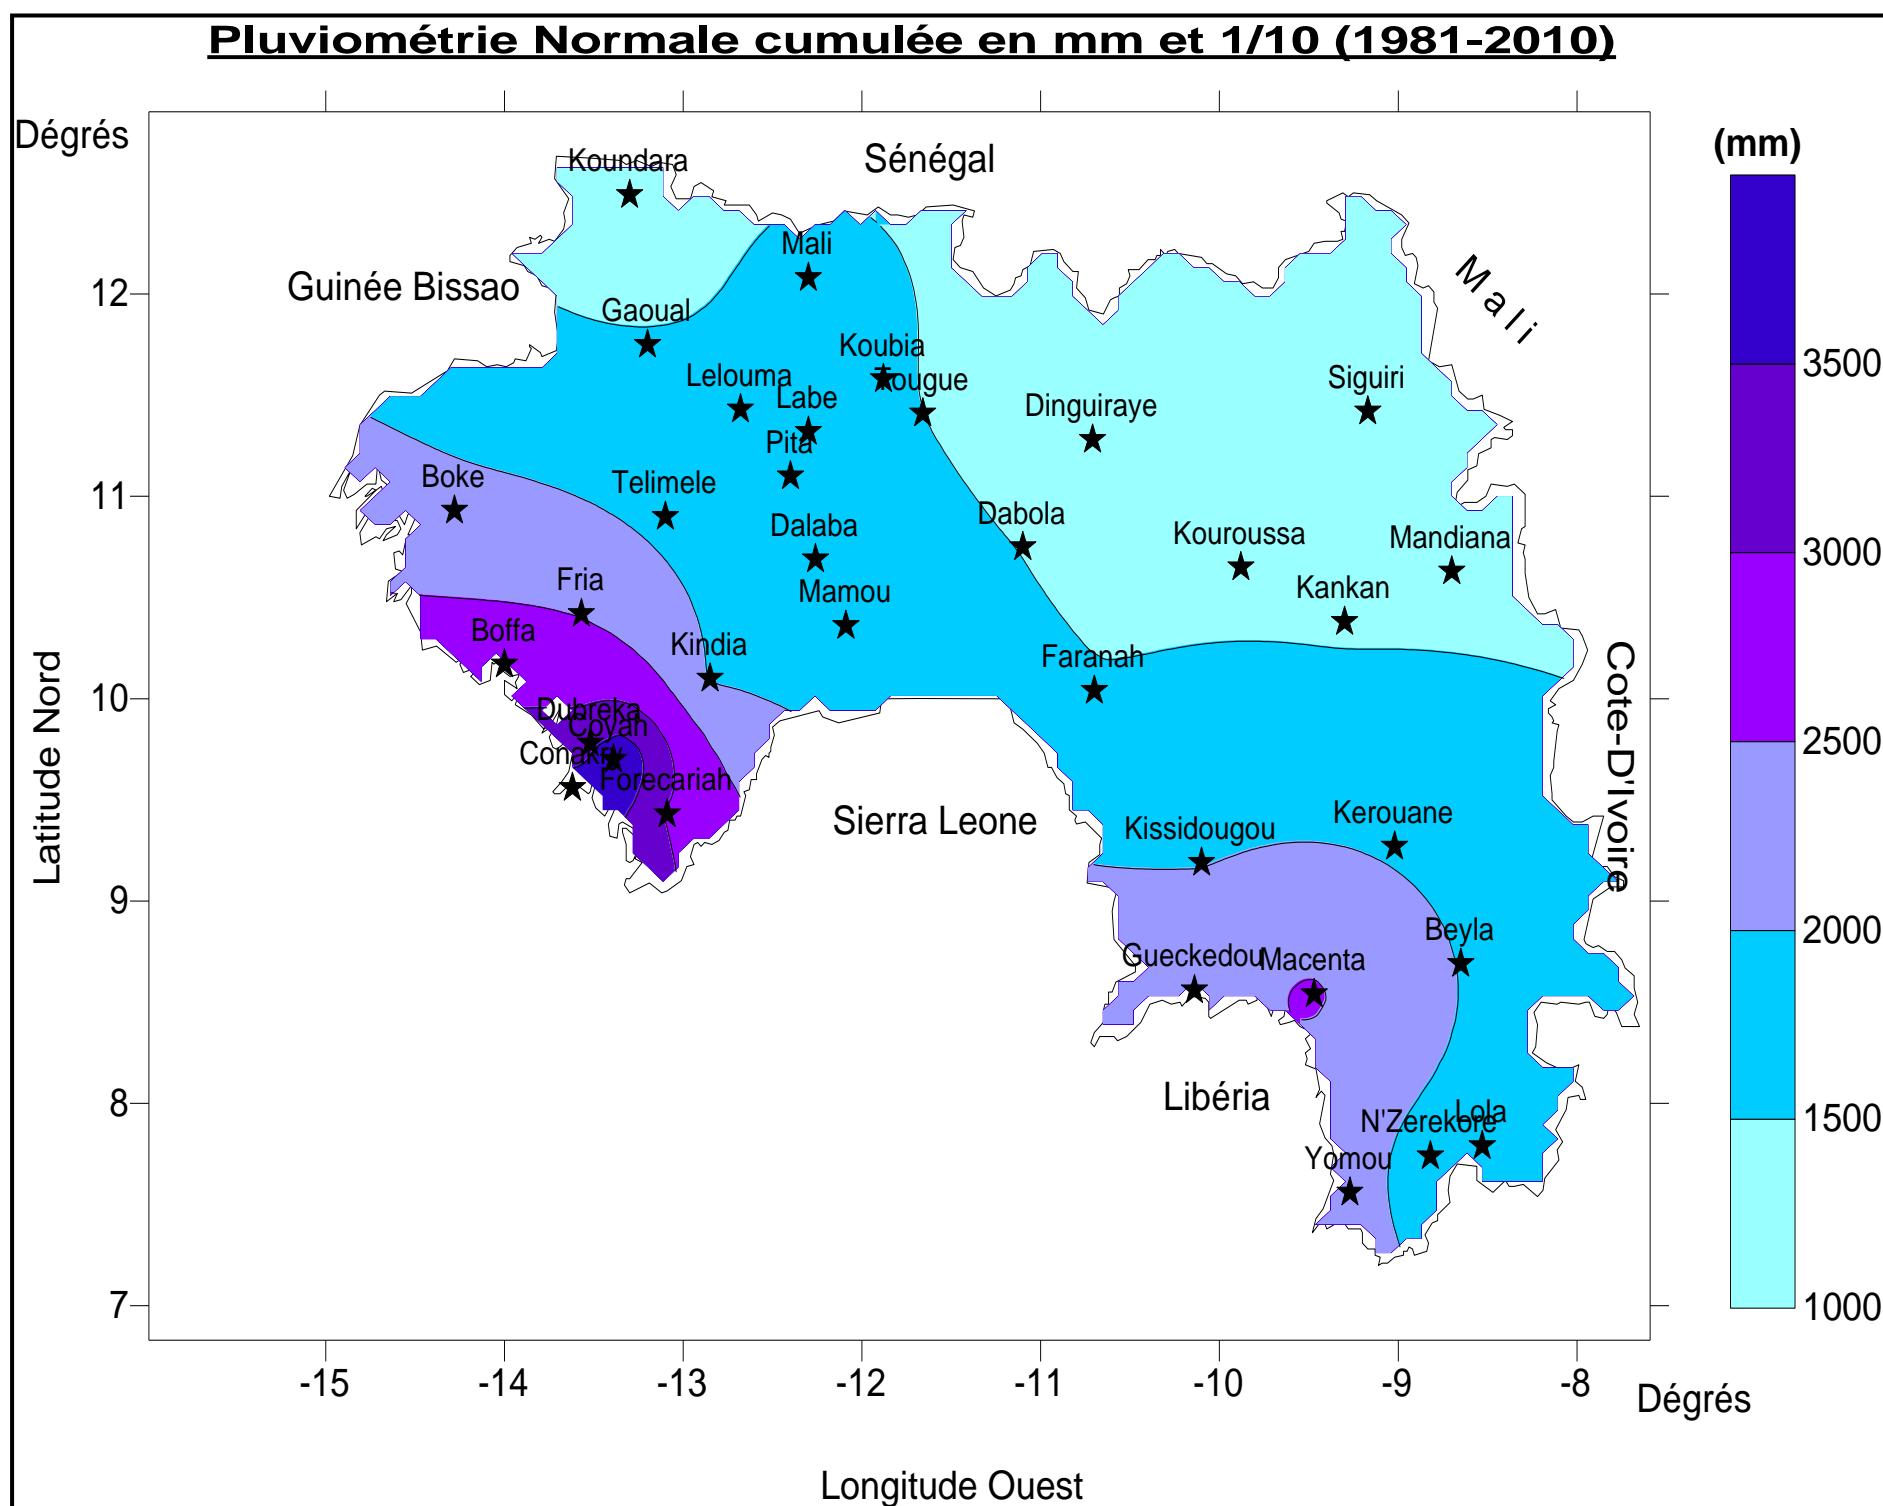 Pluviométrie Normale cumulée en mm et 1/10 (1981-2010)
Dégrés
(mm)
Sénégal
Koundara
Mali
Guinée Bissao
Mali
12
Gaoual
Koubia
3500
Lelouma
Tougue
Siguiri
Labe
Dinguiraye
Pita
Boke
Telimele
11
Dabola
Dalaba
Kouroussa
Mandiana
3000
Fria
Mamou
Kankan
Boffa
Kindia
Faranah
10
Dubreka
Coyah
2500
Conakry
Forecariah
Latitude Nord
Cote-D'Ivoire
Sierra Leone
Kissidougou
Kerouane
9
2000
Beyla
Gueckedou
Macenta
Libéria
8
Lola
1500
N'Zerekore
Yomou
7
1000
-15
-14
-13
-12
-11
-10
-9
-8
Dégrés
Longitude Ouest